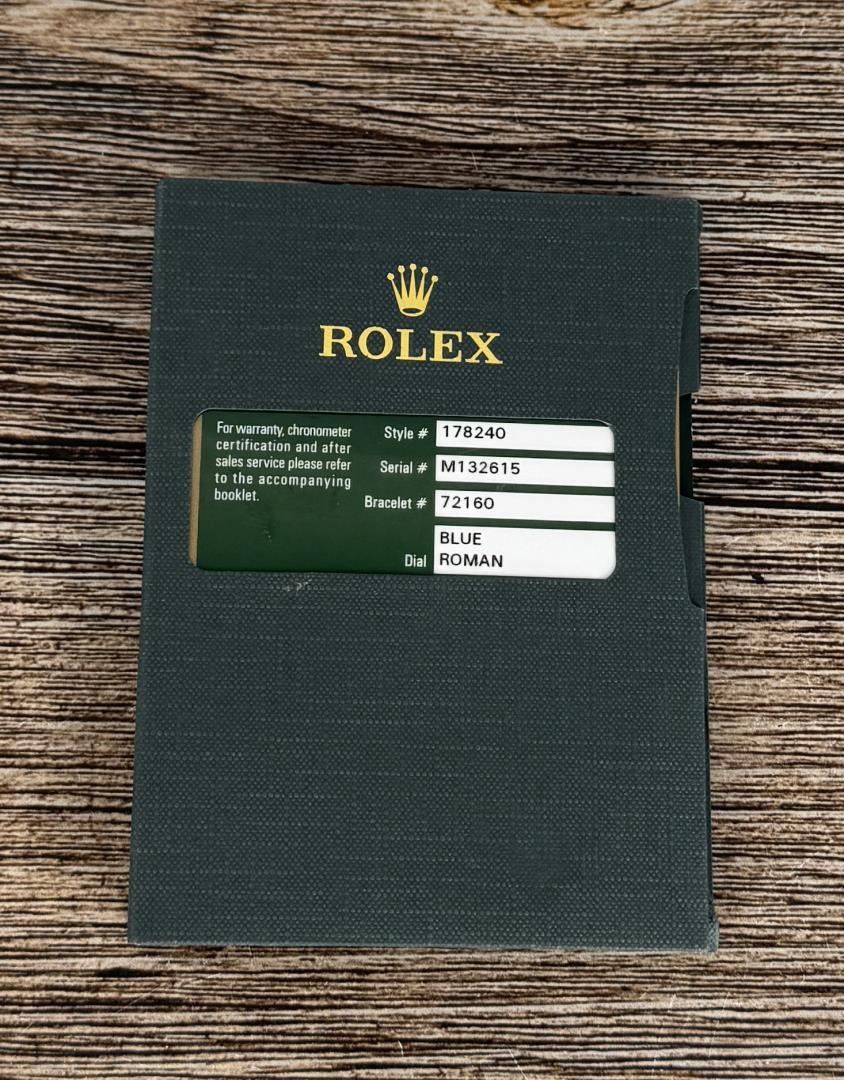 ROLEX
For warranty, chronometer
certification and after
sales service please refer
to the accompanying
booklet.
Style # 178240
Serial # M132615
Bracelet # 72160
BLUE
Dial ROMAN